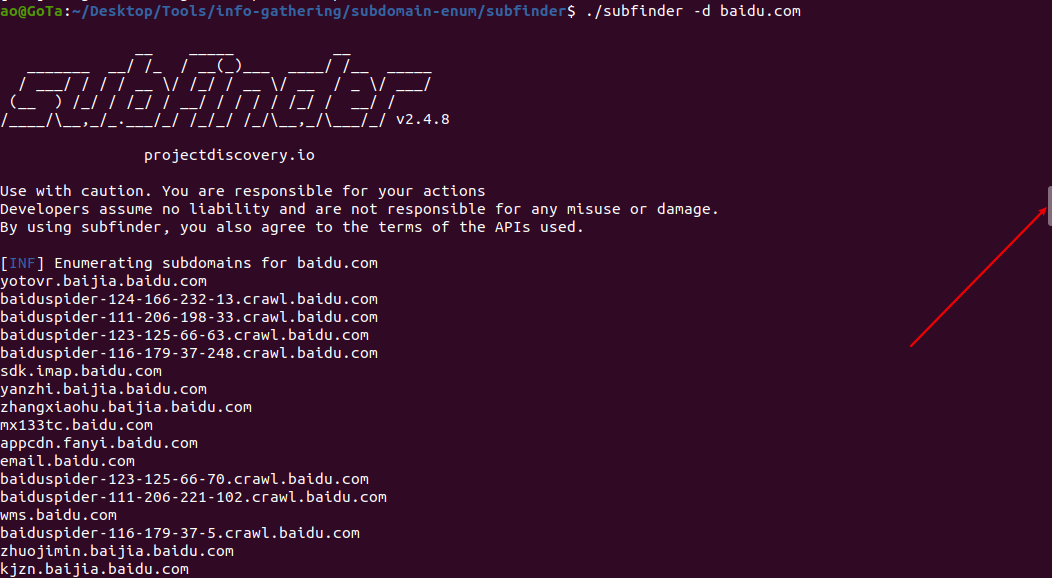 ao@GoTa:~/Desktop/Tools/info-gathering/subdomain-enum/subfinder$ ./subfinder -d baidu.com
               __    _____           __
   _______  __/ /_  / __(_)___  ____/ /__  _____
  / ___/ / / / __ \/ /_/ / __ \/ __  / _ \/ ___/
 (__  ) /_/ / /_/ / __/ / / / / /_/ /  __/ /
/____/\__,_/_.___/_/ /_/_/ /_/\__,_/\___/_/ v2.4.8
projectdiscovery.io
Use with caution. You are responsible for your actions
Developers assume no liability and are not responsible for any misuse or damage.
By using subfinder, you also agree to the terms of the APIs used.
[INF] Enumerating subdomains for baidu.com
yotovr.baijia.baidu.com
baiduspider-124-166-232-13.crawl.baidu.com
baiduspider-111-206-198-33.crawl.baidu.com
baiduspider-123-125-66-63.crawl.baidu.com
baiduspider-116-179-37-248.crawl.baidu.com
sdk.imap.baidu.com
yanzhi.baijia.baidu.com
zhangxiaohu.baijia.baidu.com
mx133tc.baidu.com
appcdn.fanyi.baidu.com
email.baidu.com
baiduspider-123-125-66-70.crawl.baidu.com
baiduspider-111-206-221-102.crawl.baidu.com
wms.baidu.com
baiduspider-116-179-37-5.crawl.baidu.com
zhuojimin.baijia.baidu.com
kjzn.baijia.baidu.com